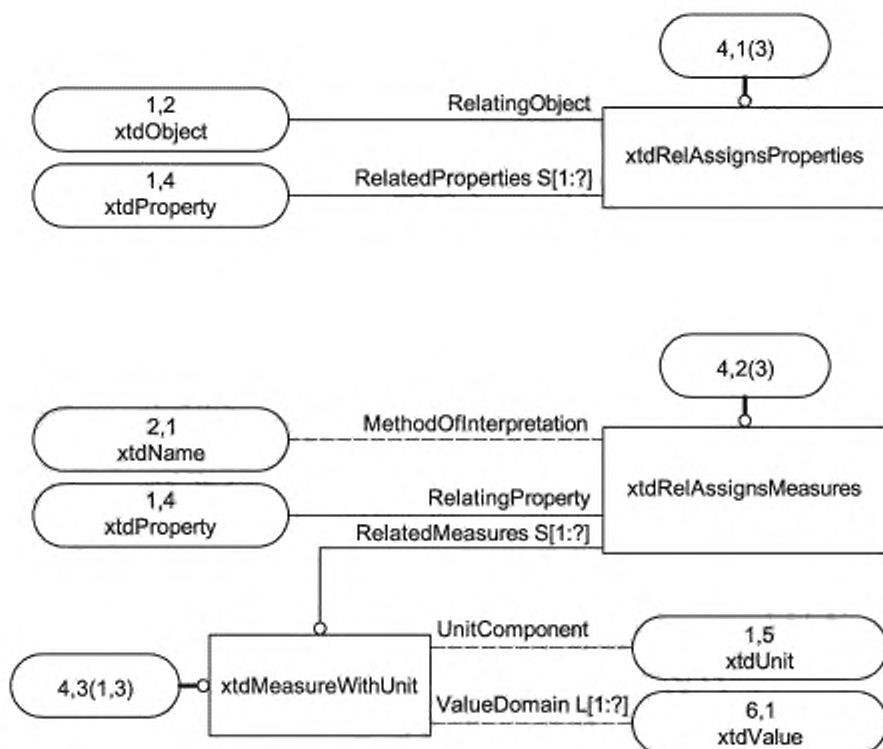 4,1(3)
1,2
xtdObject
RelatingObject
xtdRelAssignsProperties
1,4
xtdProperty
RelatedProperties S[1:?]
4,2(3)
2,1
xtdName
MethodOfInterpretation
xtdRelAssignsMeasures
1,4
xtdProperty
RelatingProperty
RelatedMeasures S[1:?]
4,3(1,3)
xtdMeasureWithUnit
UnitComponent
1,5
xtdUnit
ValueDomain L[1:?]
6,1
xtdValue